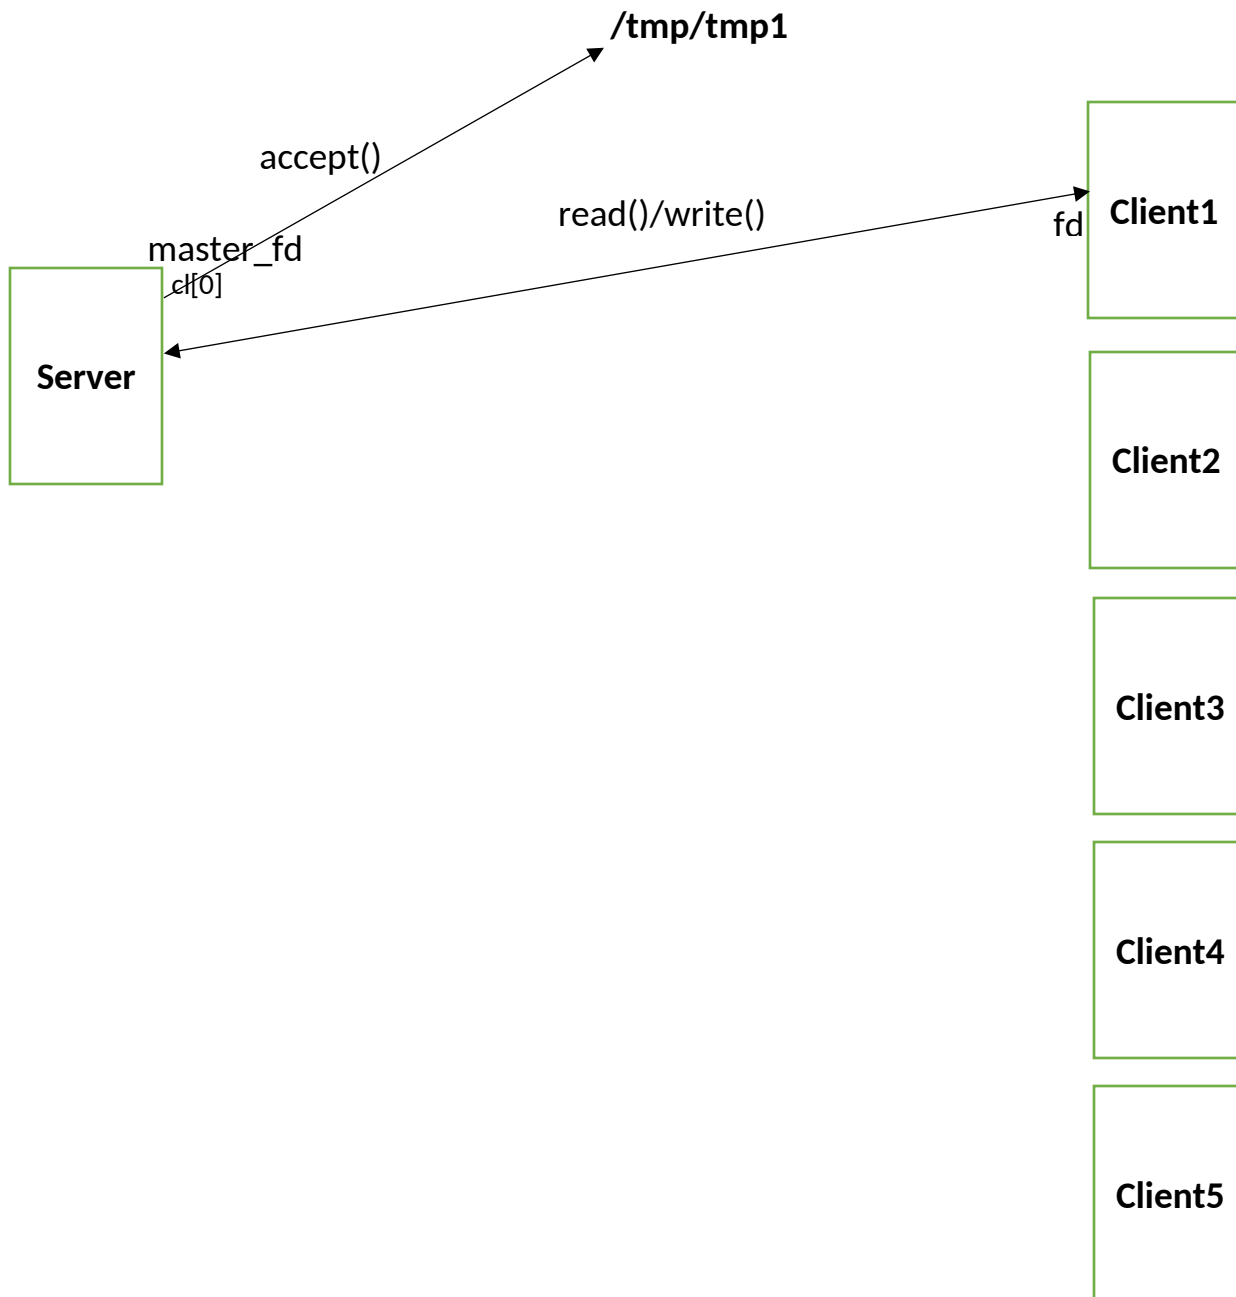 /tmp/tmp1
accept()
read()/write()
Client1
fd
master_fd
cl[0]
Server
Client2
Client3
Client4
Client5